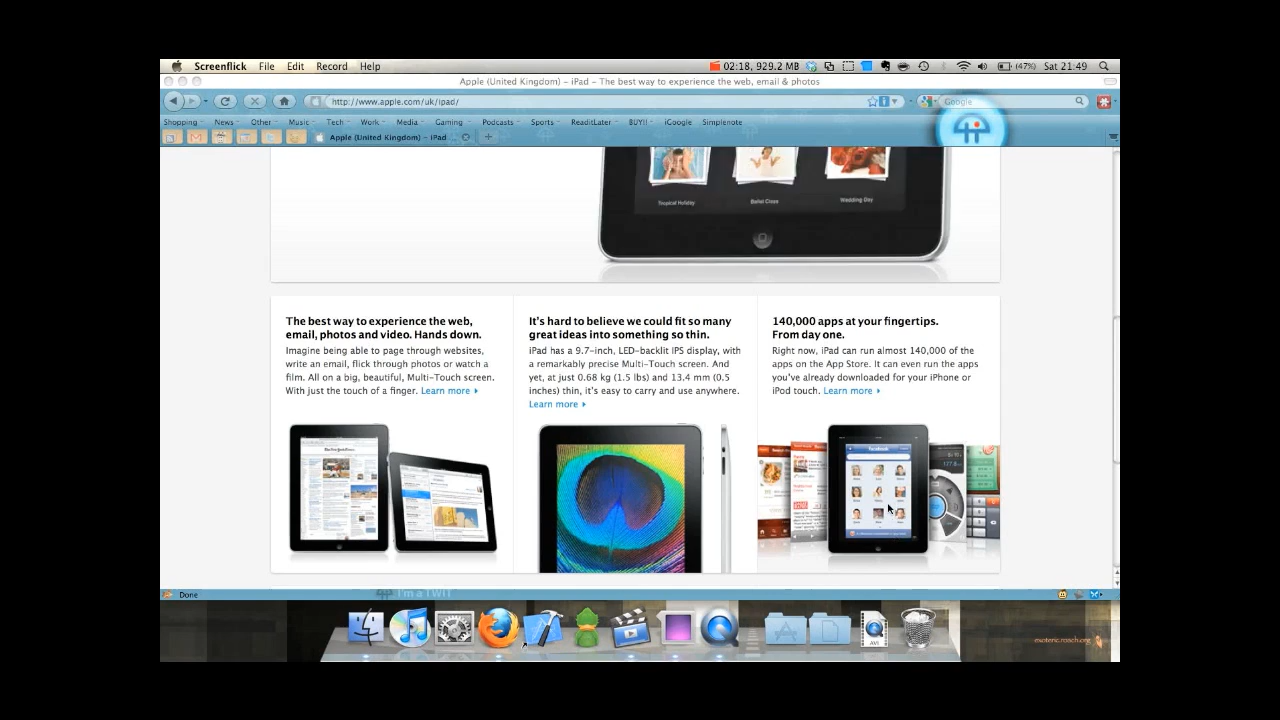 Screenflick File Edit Record Help 02:18, 929.2 MB (47%) Sat 21:49
Apple (United Kingdom) – iPad – The best way to experience the web, email & photos
http://www.apple.com/uk/ipad/ Google
Shopping News Other Music Tech Work Media Gaming Podcasts Sports ReaditLater BUY!! iGoogle Simplenote
Apple (United Kingdom) – iPad
Tropical Holiday Ballet Class Wedding Day
The best way to experience the web,
email, photos and video. Hands down.
Imagine being able to page through websites,
write an email, flick through photos or watch a
film. All on a big, beautiful, Multi-Touch screen.
With just the touch of a finger. Learn more
It's hard to believe we could fit so many
great ideas into something so thin.
iPad has a 9.7-inch, LED-backlit IPS display, with
a remarkably precise Multi-Touch screen. And
yet, at just 0.68 kg (1.5 lbs) and 13.4 mm (0.5
inches) thin, it's easy to carry and use anywhere.
Learn more
140,000 apps at your fingertips.
From day one.
Right now, iPad can run almost 140,000 of the
apps on the App Store. It can even run the apps
you've already downloaded for your iPhone or
iPod touch. Learn more
facebook
Done
I'm a TWiT
AVI
esoteric.roach.org